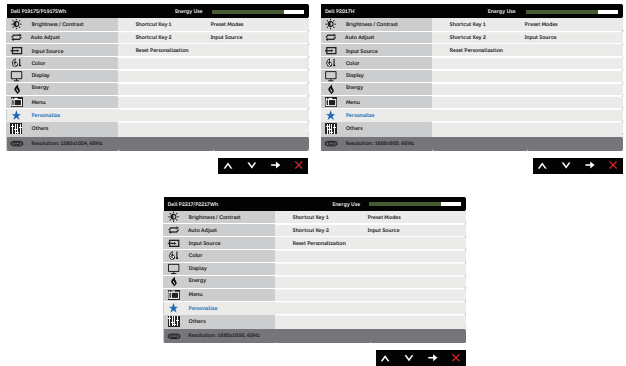 Dell P1917S/P1917SWh Energy Use
Brightness / Contrast Shortcut Key 1 Preset Modes
Auto Adjust Shortcut Key 2 Input Source
Input Source Reset Personalization
Color
Display
Energy
Menu
Personalize
Others
Resolution: 1280x1024, 60Hz
Dell P2017H Energy Use
Brightness / Contrast Shortcut Key 1 Preset Modes
Auto Adjust Shortcut Key 2 Input Source
Input Source Reset Personalization
Color
Display
Energy
Menu
Personalize
Others
Resolution: 1600x900, 60Hz
Dell P2217/P2217Wh Energy Use
Brightness / Contrast Shortcut Key 1 Preset Modes
Auto Adjust Shortcut Key 2 Input Source
Input Source Reset Personalization
Color
Display
Energy
Menu
Personalize
Others
Resolution: 1680x1050, 60Hz